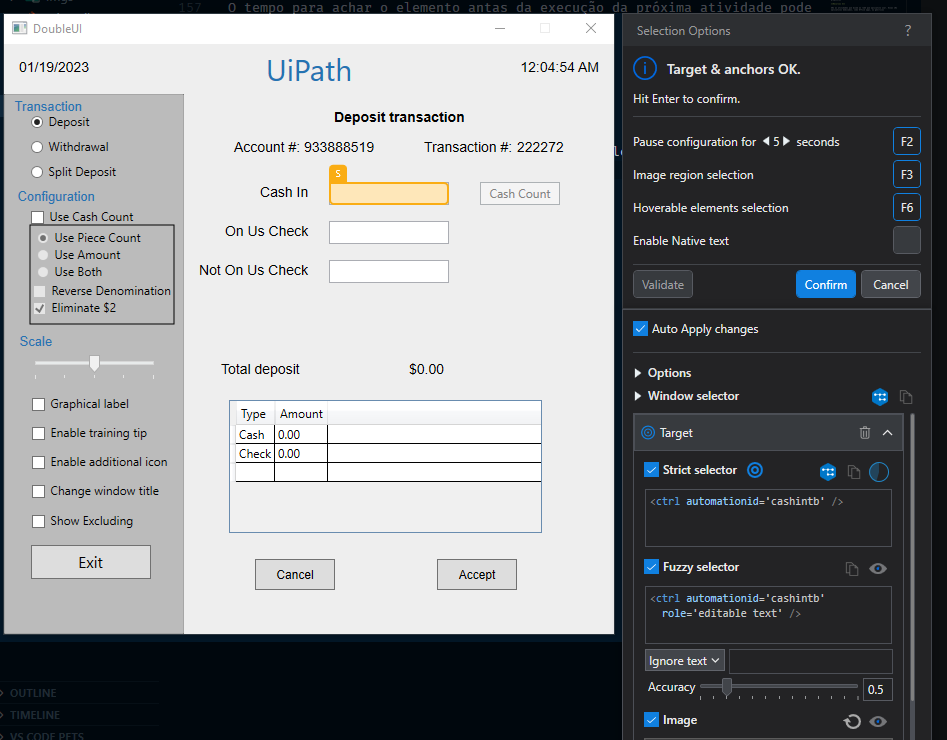 157 O tempo para achar o elemento antas da execução da próxima atividade pode
DoubleUI
01/19/2023
UiPath
12:04:54 AM
Transaction
Deposit
Withdrawal
Split Deposit
Configuration
Use Cash Count
Use Piece Count
Use Amount
Use Both
Reverse Denomination
Eliminate $2
Scale
Graphical label
Enable training tip
Enable additional icon
Change window title
Show Excluding
Exit
Deposit transaction
Account #: 933888519 Transaction #: 222272
S
Cash In Cash Count
On Us Check
Not On Us Check
Total deposit $0.00
Type Amount
Cash 0.00
Check 0.00
Cancel Accept
Selection Options ?
Target & anchors OK.
Hit Enter to confirm.
Pause configuration for 5 seconds F2
Image region selection F3
Hoverable elements selection F6
Enable Native text
Validate Confirm Cancel
Auto Apply changes
Options
Window selector
Target
Strict selector
<ctrl automationid='cashintb' />
Fuzzy selector
<ctrl automationid='cashintb'
role='editable text' />
Ignore text
Accuracy 0.5
Image
OUTLINE
TIMELINE
VS CODE PETS